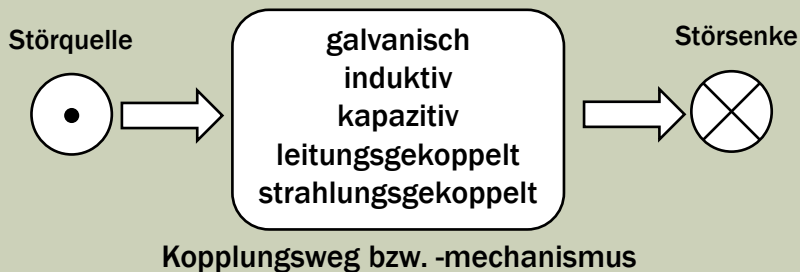 Störquelle
galvanisch
induktiv
kapazitiv
leitungsgekoppelt
strahlungsgekoppelt
Störsenke
Kopplungsweg bzw. -mechanismus